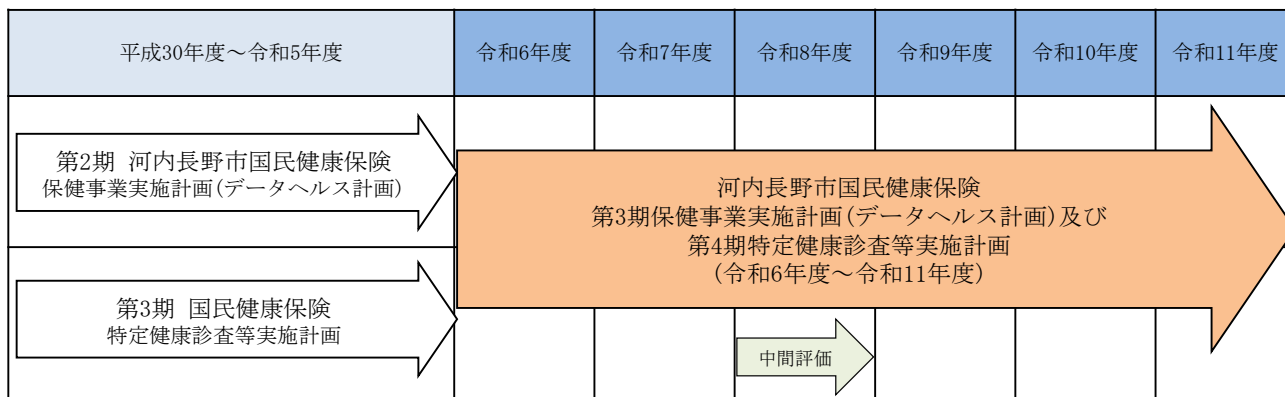 平成30年度～令和5年度
令和6年度
令和7年度
令和8年度
令和9年度
令和10年度
令和11年度
第2期 河内長野市国民健康保険
保健事業実施計画(データヘルス計画)
第3期 国民健康保険
特定健康診査等実施計画
河内長野市国民健康保険
第3期保健事業実施計画(データヘルス計画)及び
第4期特定健康診査等実施計画
(令和6年度～令和11年度)
中間評価